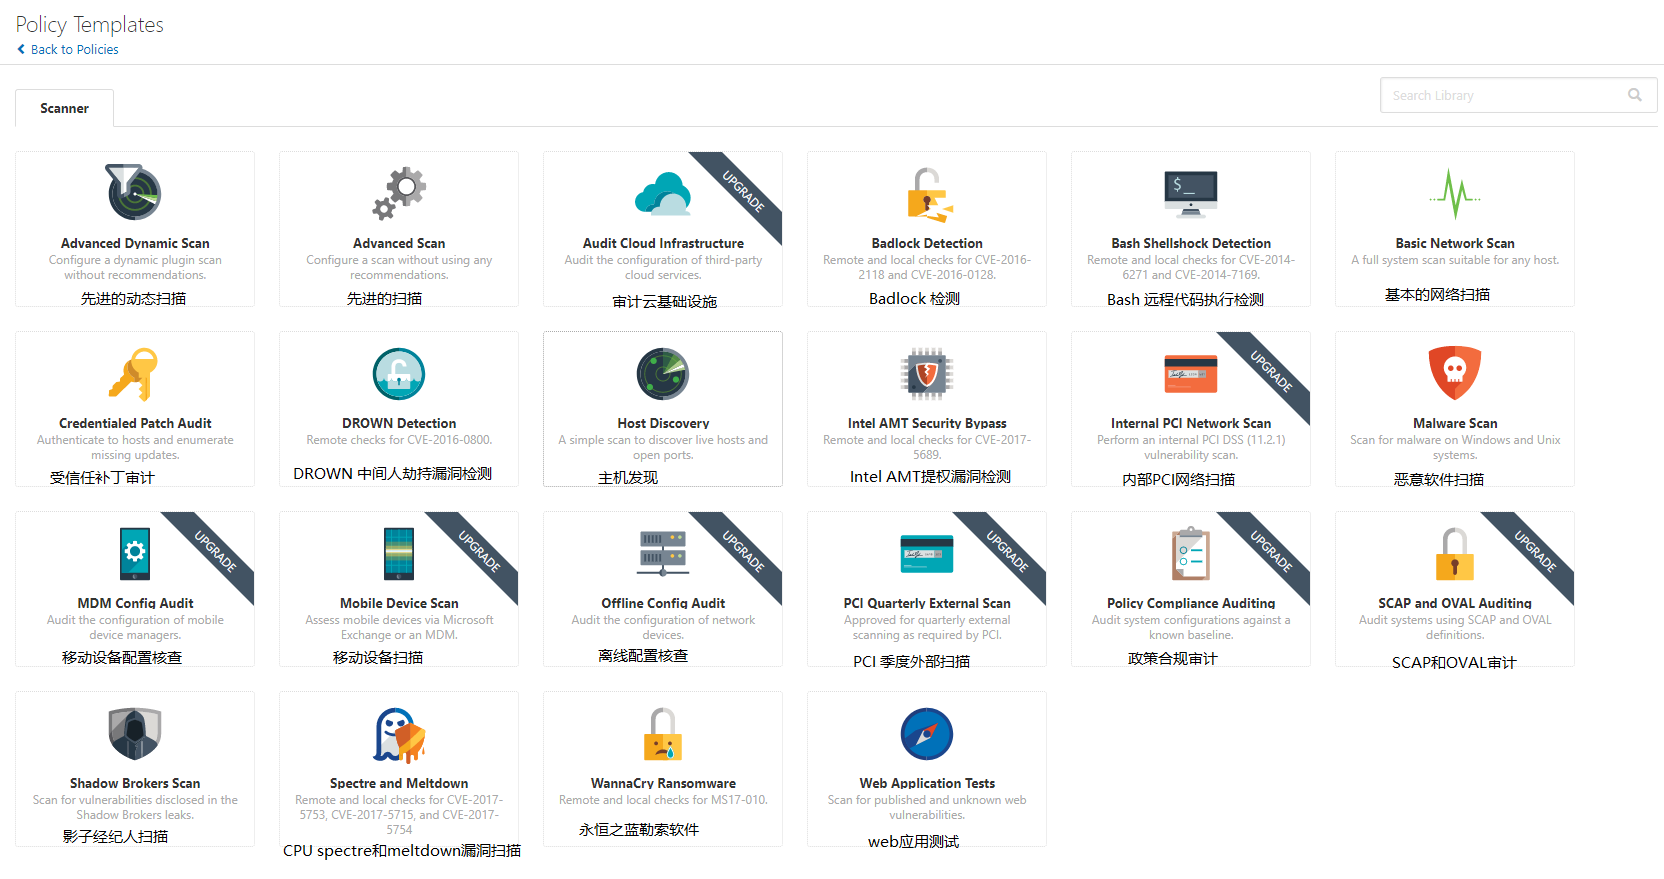 Policy Templates
Back to Policies
Scanner
Search Library
Advanced Dynamic Scan
Configure a dynamic plugin scan
without recommendations.
先进的动态扫描
Advanced Scan
Configure a scan without using any
recommendations.
先进的扫描
UPGRADE
Audit Cloud Infrastructure
Audit the configuration of third-party
cloud services.
审计云基础设施
Badlock Detection
Remote and local checks for CVE-2016-
2118 and CVE-2016-0128.
Badlock 检测
$_
Bash Shellshock Detection
Remote and local checks for CVE-2014-
6271 and CVE-2014-7169.
Bash 远程代码执行检测
Basic Network Scan
A full system scan suitable for any host.
基本的网络扫描
Credentialed Patch Audit
Authenticate to hosts and enumerate
missing updates.
受信任补丁审计
DROWN Detection
Remote checks for CVE-2016-0800.
DROWN 中间人劫持漏洞检测
Host Discovery
A simple scan to discover live hosts and
open ports.
主机发现
Intel AMT Security Bypass
Remote and local checks for CVE-2017-
5689.
Intel AMT提权漏洞检测
UPGRADE
Internal PCI Network Scan
Perform an internal PCI DSS (11.2.1)
vulnerability scan.
内部PCI网络扫描
Malware Scan
Scan for malware on Windows and Unix
systems.
恶意软件扫描
UPGRADE
MDM Config Audit
Audit the configuration of mobile
device managers.
移动设备配置核查
UPGRADE
Mobile Device Scan
Assess mobile devices via Microsoft
Exchange or an MDM.
移动设备扫描
UPGRADE
Offline Config Audit
Audit the configuration of network
devices.
离线配置核查
UPGRADE
PCI Quarterly External Scan
Approved for quarterly external
scanning as required by PCI.
PCI 季度外部扫描
UPGRADE
Policy Compliance Auditing
Audit system configurations against a
known baseline.
政策合规审计
UPGRADE
SCAP and OVAL Auditing
Audit systems using SCAP and OVAL
definitions.
SCAP和OVAL审计
Shadow Brokers Scan
Scan for vulnerabilities disclosed in the
Shadow Brokers leaks.
影子经纪人扫描
Spectre and Meltdown
Remote and local checks for CVE-2017-
5753, CVE-2017-5715, and CVE-2017-
5754
CPU spectre和meltdown漏洞扫描
WannaCry Ransomware
Remote and local checks for MS17-010.
永恒之蓝勒索软件
Web Application Tests
Scan for published and unknown web
vulnerabilities.
web应用测试